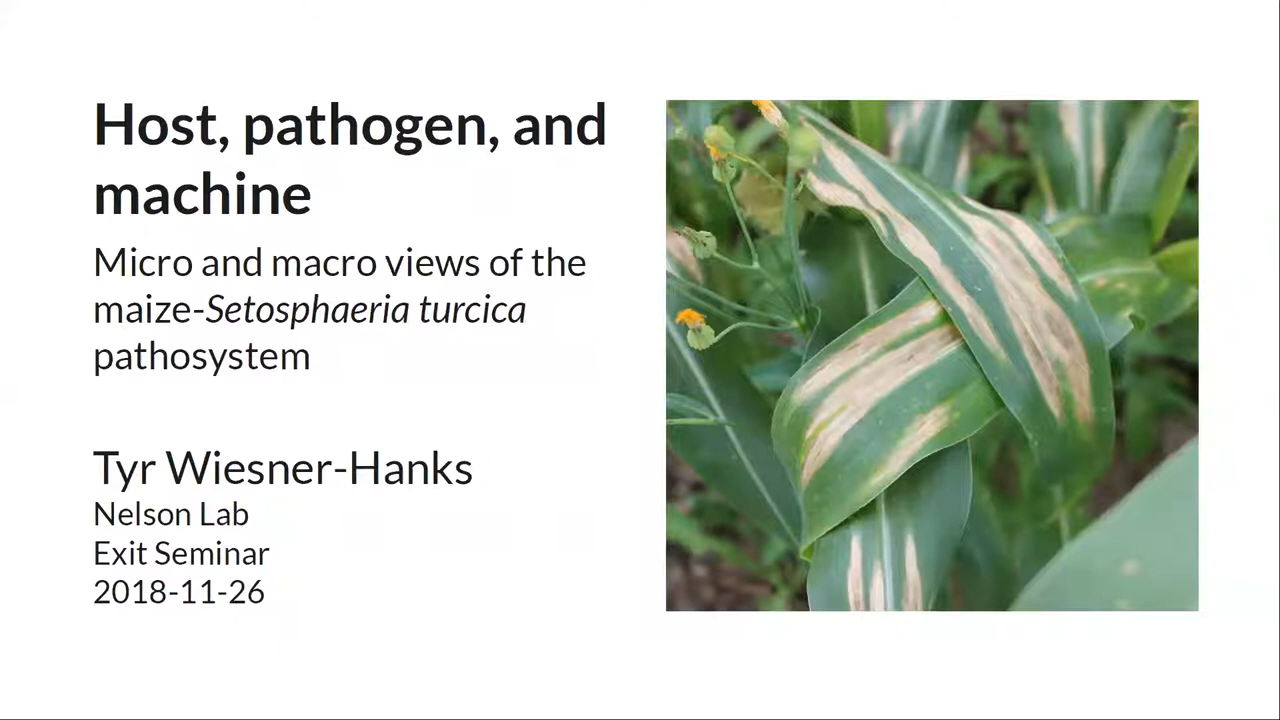 Host, pathogen, and
machine
Micro and macro views of the
maize-Setosphaeria turcica
pathosystem
Tyr Wiesner-Hanks
Nelson Lab
Exit Seminar
2018-11-26